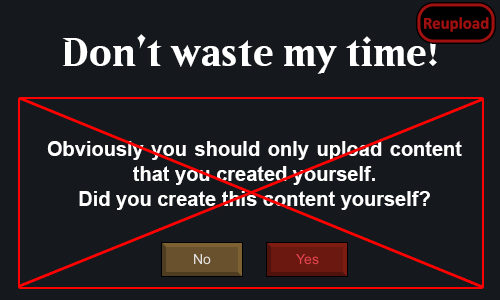 Reupload
Don't waste my time!
Obviously you should only upload content
that you created yourself.
Did you create this content yourself?
No
Yes